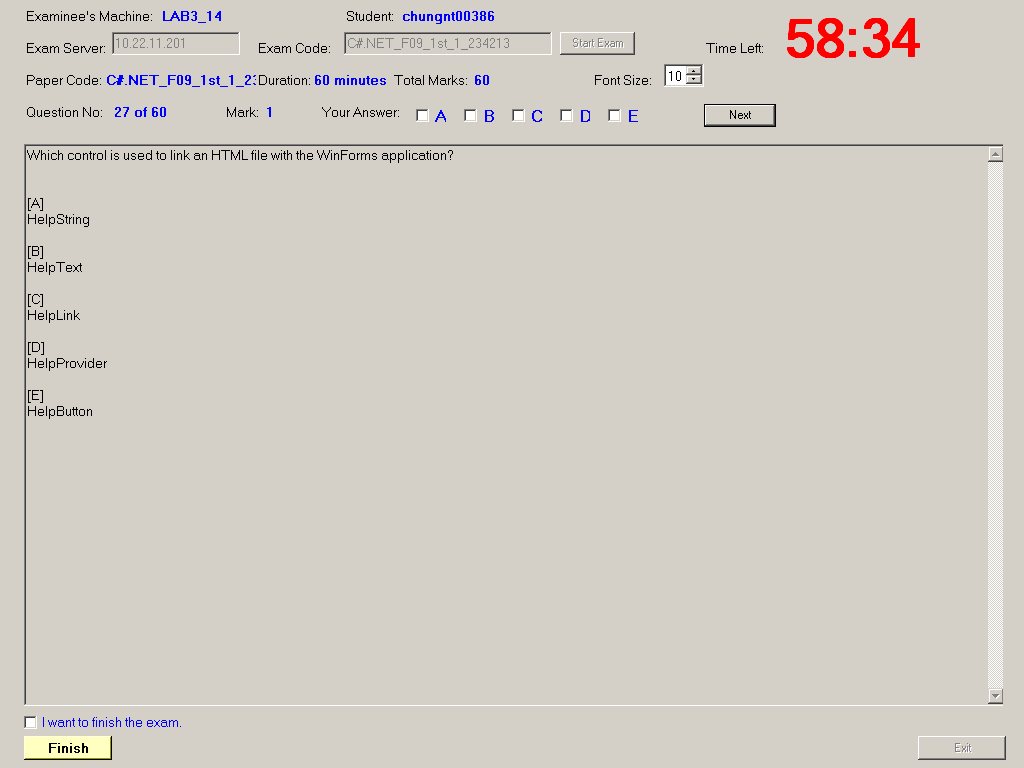 Examinee's Machine: LAB3_14 Student: chungnt00386
Exam Server: 10.22.11.201 Exam Code: C#.NET_F09_1st_1_234213 Start Exam Time Left: 58:34
Paper Code: C#.NET_F09_1st_1_23 Duration: 60 minutes Total Marks: 60 Font Size: 10
Question No: 27 of 60 Mark: 1 Your Answer: A B C D E Next
Which control is used to link an HTML file with the WinForms application?
[A]
HelpString
[B]
HelpText
[C]
HelpLink
[D]
HelpProvider
[E]
HelpButton
I want to finish the exam.
Finish Exit